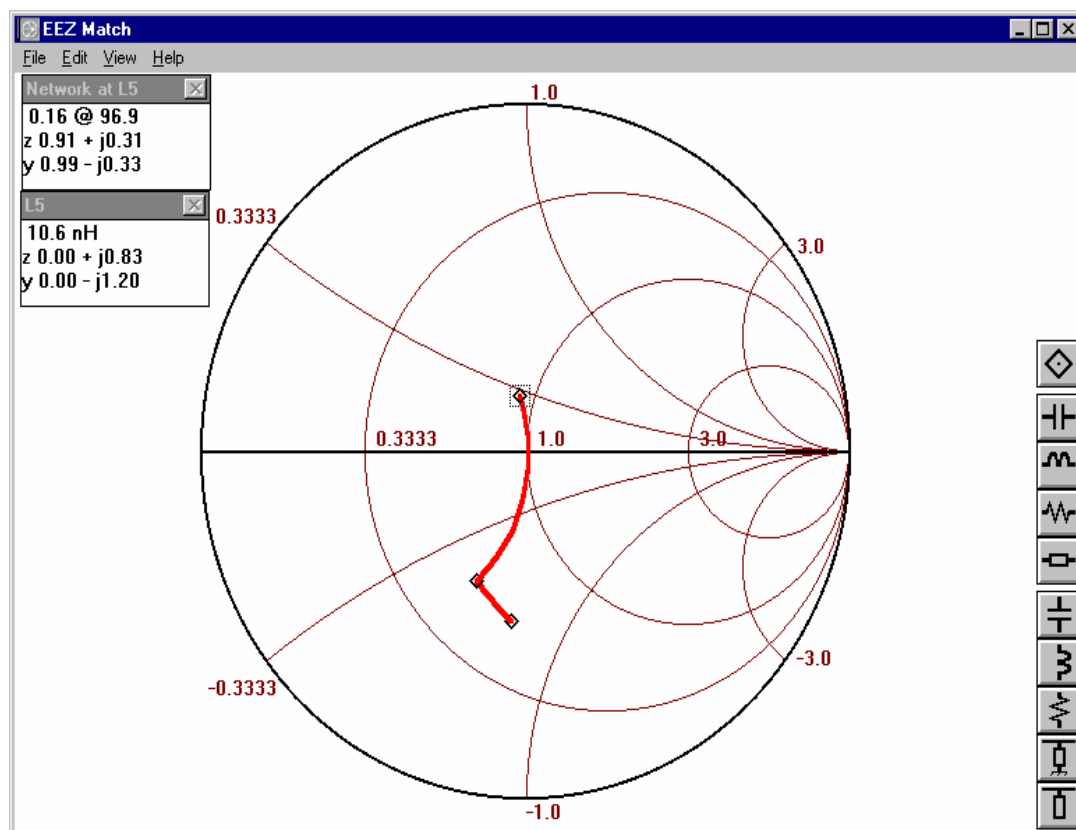 EEZ Match
File Edit View Help
Network at L5
0.16 @ 96.9
z 0.91 + j0.31
y 0.99 - j0.33
L5
10.6 nH
z 0.00 + j0.83
y 0.00 - j1.20
1.0
0.3333
3.0
0.3333
1.0
3.0
-0.3333
-3.0
-1.0